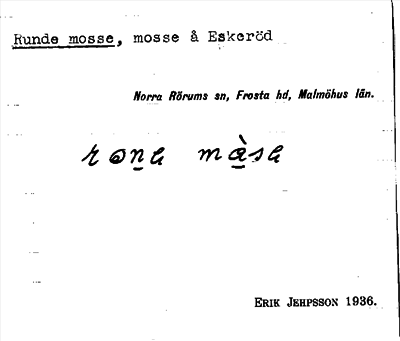 Runde mosse, mosse å Eskeröd
Norra Rörums sn, Frosta hd, Malmöhus län.
Erik Jehpsson 1936.